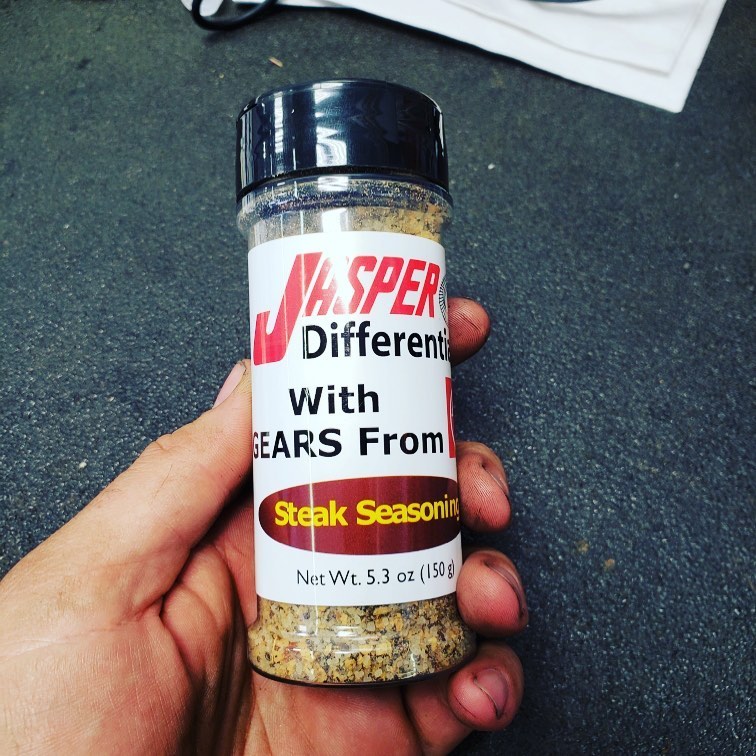 JASPER
Differenti
With
GEARS From
Steak Seasoning
Net Wt. 5.3 oz (150 g)